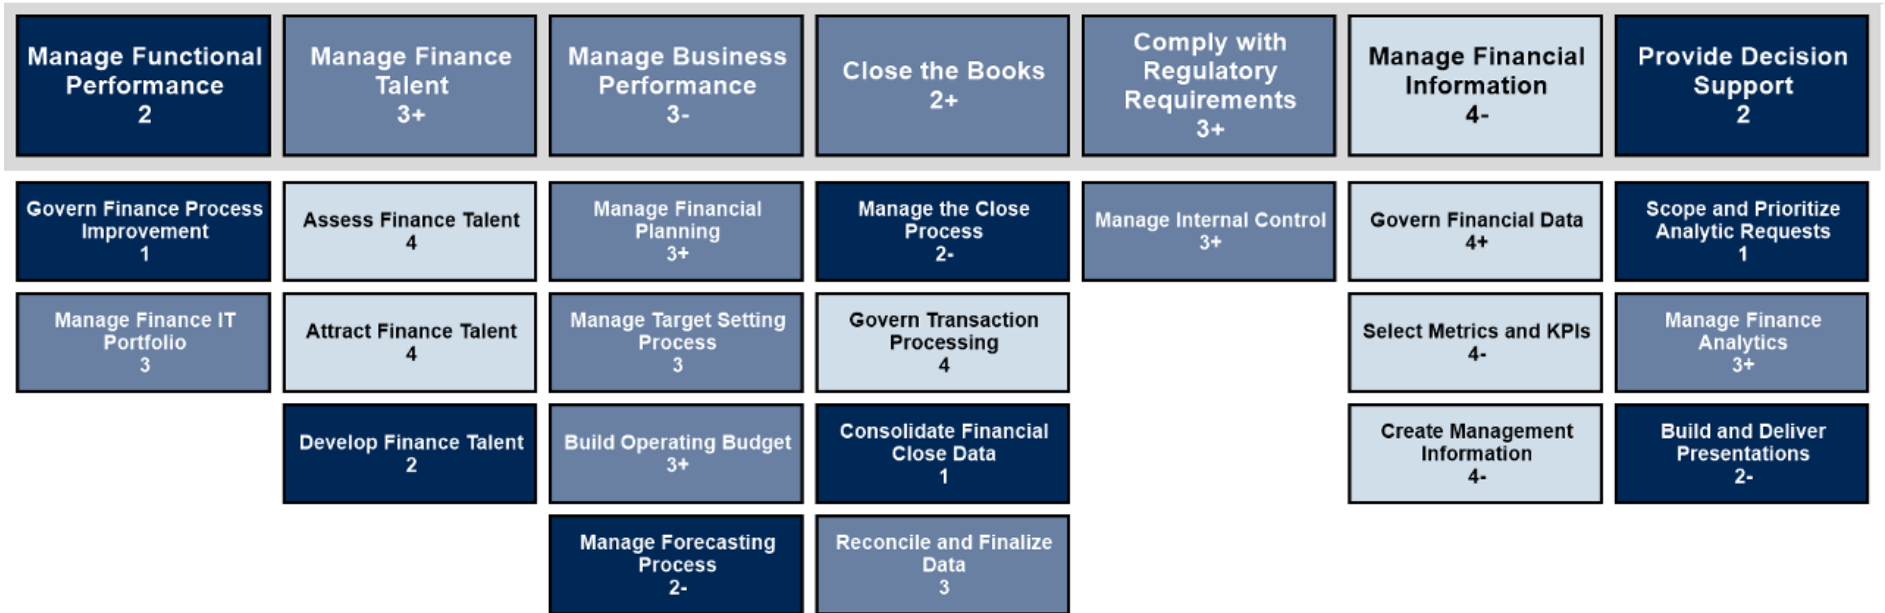 Manage Functional
Performance
2
Manage Finance
Talent
3+
Manage Business
Performance
3-
Close the Books
2+
Comply with
Regulatory
Requirements
3+
Manage Financial
Information
4-
Provide Decision
Support
2
Govern Finance Process
Improvement
1
Assess Finance Talent
4
Manage Financial
Planning
3+
Manage the Close
Process
2-
Manage Internal Control
3+
Govern Financial Data
4+
Scope and Prioritize
Analytic Requests
1
Manage Finance IT
Portfolio
3
Attract Finance Talent
4
Manage Target Setting
Process
3
Govern Transaction
Processing
4
Select Metrics and KPIs
4-
Manage Finance
Analytics
3+
Develop Finance Talent
2
Build Operating Budget
3+
Consolidate Financial
Close Data
1
Create Management
Information
4-
Build and Deliver
Presentations
2-
Manage Forecasting
Process
2-
Reconcile and Finalize
Data
3